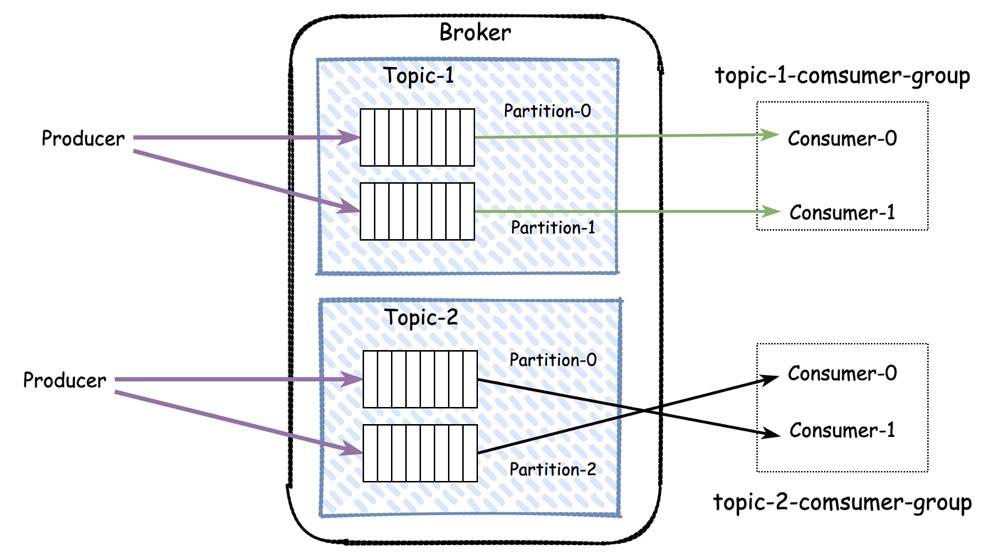 Broker
Topic-1
topic-1-comsumer-group
Partition-0
Producer
Consumer-0
Consumer-1
Partition-1
Topic-2
Partition-0
Consumer-0
Producer
Consumer-1
Partition-2
topic-2-comsumer-group